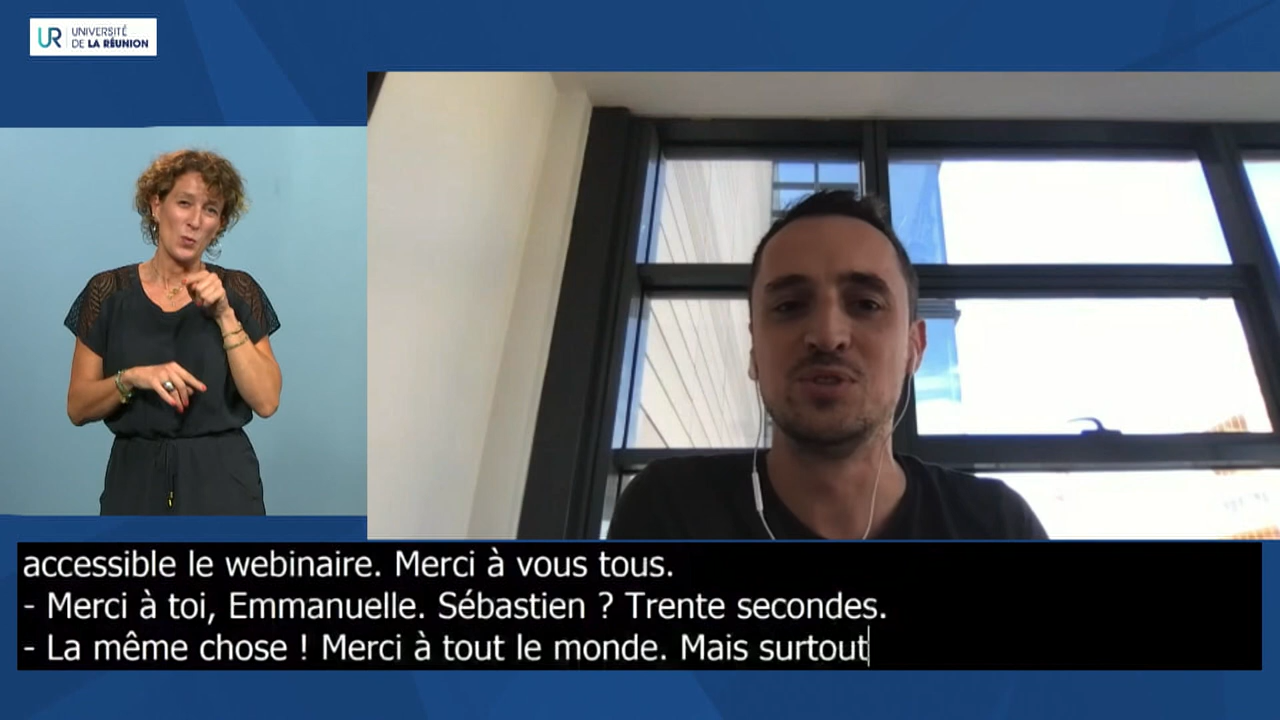 UR UNIVERSITÉ
DE LA RÉUNION
accessible le webinaire. Merci à vous tous.
- Merci à toi, Emmanuelle. Sébastien ? Trente secondes.
- La même chose ! Merci à tout le monde. Mais surtout